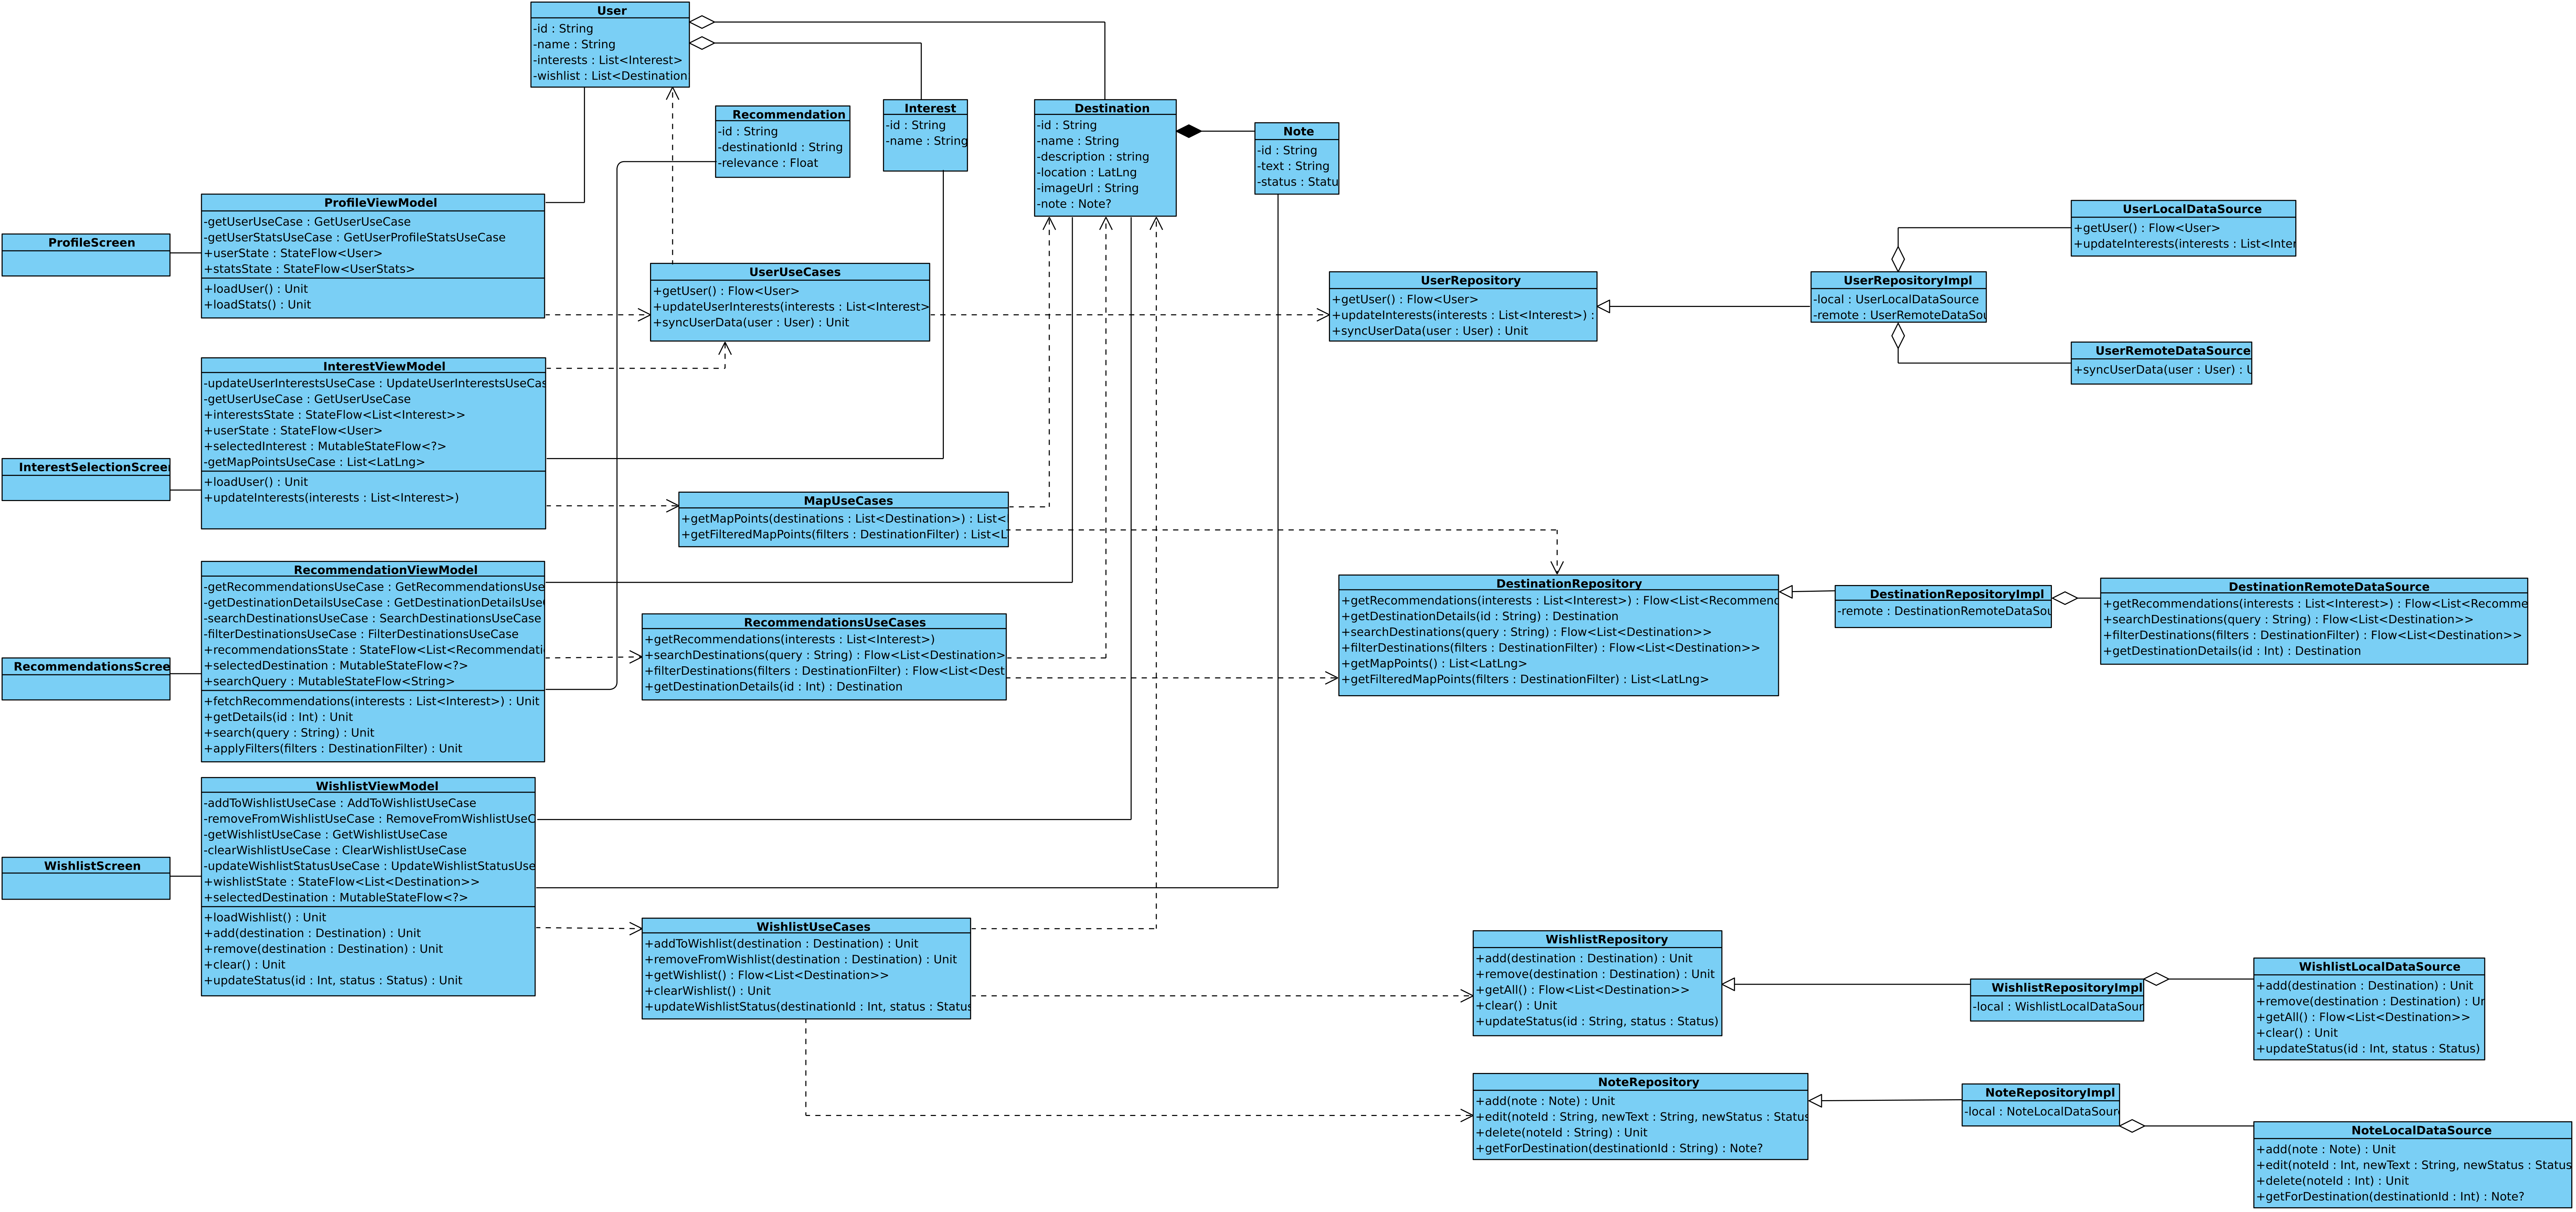 User
-id : String
-name : String
-interests : List<Interest>
-wishlist : List<Destination
Recommendation
-id : String
-destinationId : String
-relevance : Float
Interest
-id : String
-name : String
Destination
-id : String
-name : String
-description : string
-location : LatLng
-imageUrl : String
-note : Note?
Note
-id : String
-text : String
-status : Statu
ProfileScreen
ProfileViewModel
-getUserUseCase : GetUserUseCase
-getUserStatsUseCase : GetUserProfileStatsUseCase
+userState : StateFlow<User>
+statsState : StateFlow<UserStats>
+loadUser() : Unit
+loadStats() : Unit
UserUseCases
+getUser() : Flow<User>
+updateUserInterests(interests : List<Interest>
+syncUserData(user : User) : Unit
UserRepository
+getUser() : Flow<User>
+updateInterests(interests : List<Interest>) :
+syncUserData(user : User) : Unit
UserRepositoryImpl
-local : UserLocalDataSource
-remote : UserRemoteDataSou
UserLocalDataSource
+getUser() : Flow<User>
+updateInterests(interests : List<Inter
UserRemoteDataSource
+syncUserData(user : User) : U
InterestSelectionScreen
InterestViewModel
-updateUserInterestsUseCase : UpdateUserInterestsUseCas
-getUserUseCase : GetUserUseCase
+interestsState : StateFlow<List<Interest>>
+userState : StateFlow<User>
+selectedInterest : MutableStateFlow<?>
-getMapPointsUseCase : List<LatLng>
+loadUser() : Unit
+updateInterests(interests : List<Interest>)
MapUseCases
+getMapPoints(destinations : List<Destination>) : List<
+getFilteredMapPoints(filters : DestinationFilter) : List<L
RecommendationsScree
RecommendationViewModel
-getRecommendationsUseCase : GetRecommendationsUse
-getDestinationDetailsUseCase : GetDestinationDetailsUse
-searchDestinationsUseCase : SearchDestinationsUseCase
-filterDestinationsUseCase : FilterDestinationsUseCase
+recommendationsState : StateFlow<List<Recommendati
+selectedDestination : MutableStateFlow<?>
+searchQuery : MutableStateFlow<String>
+fetchRecommendations(interests : List<Interest>) : Unit
+getDetails(id : Int) : Unit
+search(query : String) : Unit
+applyFilters(filters : DestinationFilter) : Unit
RecommendationsUseCases
+getRecommendations(interests : List<Interest>)
+searchDestinations(query : String) : Flow<List<Destination>
+filterDestinations(filters : DestinationFilter) : Flow<List<Dest
+getDestinationDetails(id : Int) : Destination
DestinationRepository
+getRecommendations(interests : List<Interest>) : Flow<List<Recommend
+getDestinationDetails(id : String) : Destination
+searchDestinations(query : String) : Flow<List<Destination>>
+filterDestinations(filters : DestinationFilter) : Flow<List<Destination>>
+getMapPoints() : List<LatLng>
+getFilteredMapPoints(filters : DestinationFilter) : List<LatLng>
DestinationRepositoryImpl
-remote : DestinationRemoteDataSou
DestinationRemoteDataSource
+getRecommendations(interests : List<Interest>) : Flow<List<Recomme
+searchDestinations(query : String) : Flow<List<Destination>>
+filterDestinations(filters : DestinationFilter) : Flow<List<Destination>>
+getDestinationDetails(id : Int) : Destination
WishlistScreen
WishlistViewModel
-addToWishlistUseCase : AddToWishlistUseCase
-removeFromWishlistUseCase : RemoveFromWishlistUseC
-getWishlistUseCase : GetWishlistUseCase
-clearWishlistUseCase : ClearWishlistUseCase
-updateWishlistStatusUseCase : UpdateWishlistStatusUse
+wishlistState : StateFlow<List<Destination>>
+selectedDestination : MutableStateFlow<?>
+loadWishlist() : Unit
+add(destination : Destination) : Unit
+remove(destination : Destination) : Unit
+clear() : Unit
+updateStatus(id : Int, status : Status) : Unit
WishlistUseCases
+addToWishlist(destination : Destination) : Unit
+removeFromWishlist(destination : Destination) : Unit
+getWishlist() : Flow<List<Destination>>
+clearWishlist() : Unit
+updateWishlistStatus(destinationId : Int, status : Status
WishlistRepository
+add(destination : Destination) : Unit
+remove(destination : Destination) : Unit
+getAll() : Flow<List<Destination>>
+clear() : Unit
+updateStatus(id : String, status : Status)
WishlistRepositoryImpl
-local : WishlistLocalDataSour
WishlistLocalDataSource
+add(destination : Destination) : Unit
+remove(destination : Destination) : Un
+getAll() : Flow<List<Destination>>
+clear() : Unit
+updateStatus(id : Int, status : Status)
NoteRepository
+add(note : Note) : Unit
+edit(noteId : String, newText : String, newStatus : Status
+delete(noteId : String) : Unit
+getForDestination(destinationId : String) : Note?
NoteRepositoryImpl
-local : NoteLocalDataSour
NoteLocalDataSource
+add(note : Note) : Unit
+edit(noteId : Int, newText : String, newStatus : Status
+delete(noteId : Int) : Unit
+getForDestination(destinationId : Int) : Note?